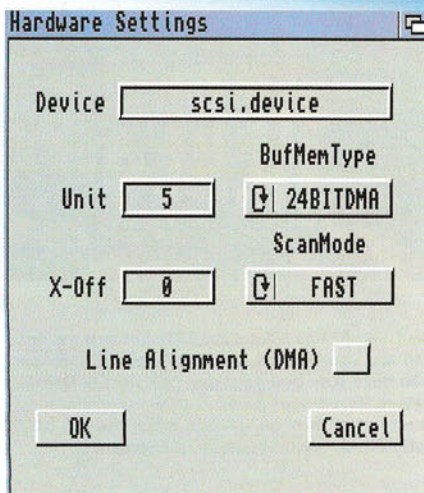 Hardware Settings
Device scsi.device
BufMemType
Unit 5 24BITDMA
ScanMode
X-Off 0 FAST
Line Alignment (DMA)
OK Cancel